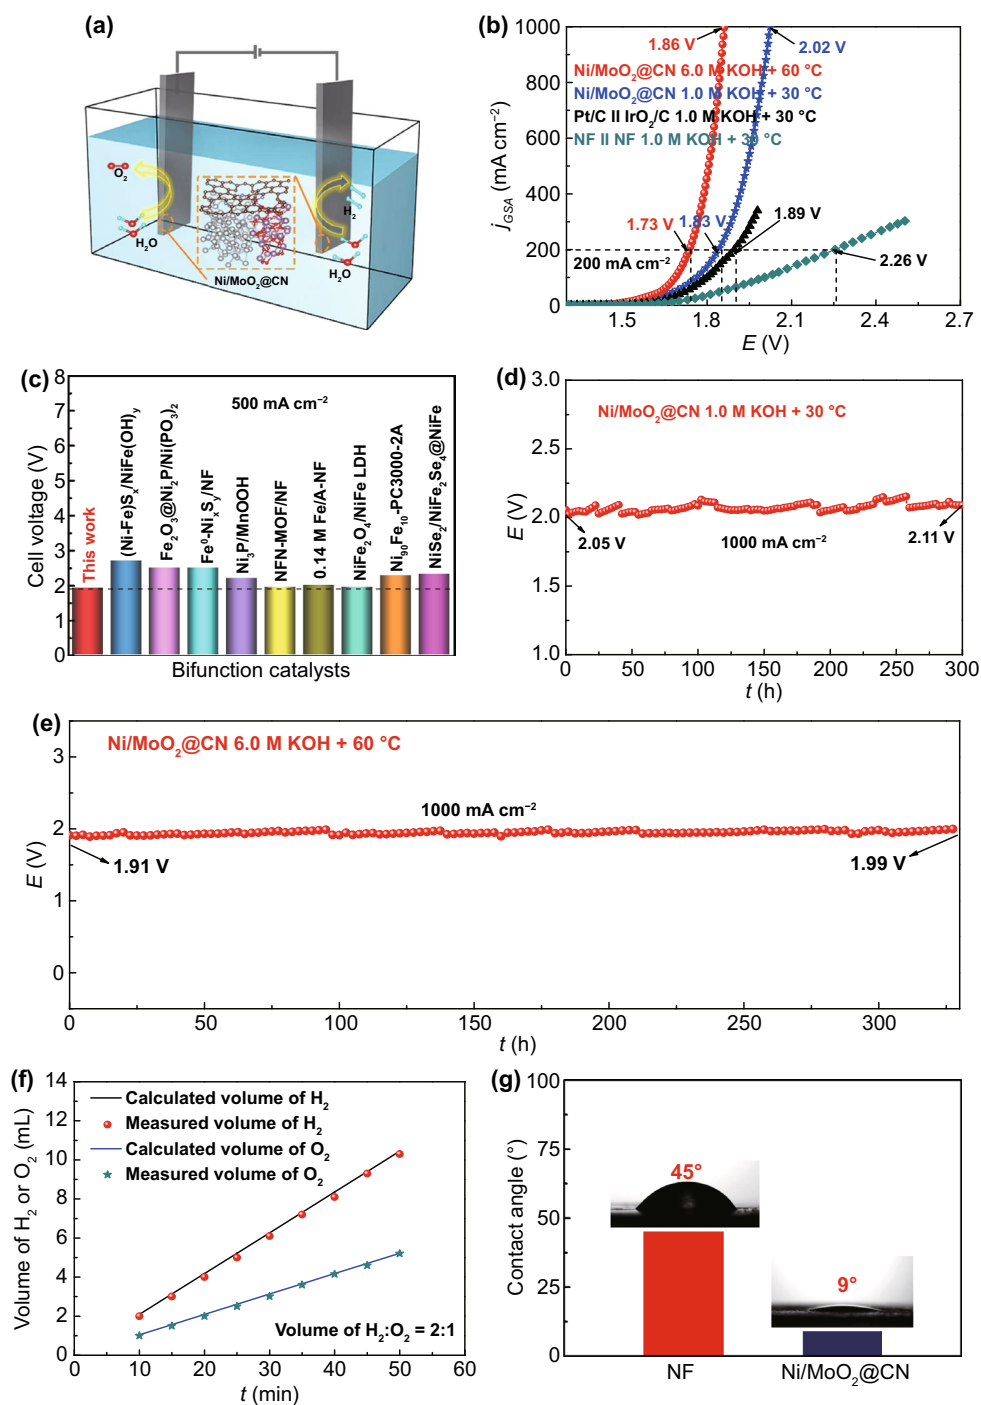 (a)
O2
H2O
H2
H2O
Ni/MoO2@CN
(b)
1000
800
600
400
200
0
jGSA (mA cm−2)
1.86 V
2.02 V
Ni/MoO2@CN 6.0 M KOH + 60 °C
Ni/MoO2@CN 1.0 M KOH + 30 °C
Pt/C II IrO2/C 1.0 M KOH + 30 °C
NF II NF 1.0 M KOH + 30 °C
1.73 V
1.83 V
1.89 V
2.26 V
200 mA cm−2
1.5
1.8
2.1
2.4
2.7
E (V)
(c)
8
7
6
5
4
3
2
1
0
Cell voltage (V)
500 mA cm−2
This work
(Ni-Fe)Sx/NiFe(OH)y
Fe2O3@Ni2P/Ni(PO3)2
Fe0-NixSy/NF
Ni3P/MnOOH
NFN-MOF/NF
0.14 M Fe/A-NF
NiFe2O4/NiFe LDH
Ni90Fe10-PC3000-2A
NiSe2/NiFe2Se4@NiFe
Bifunction catalysts
(d)
3.0
2.5
2.0
1.5
1.0
E (V)
Ni/MoO2@CN 1.0 M KOH + 30 °C
2.05 V
1000 mA cm−2
2.11 V
0
50
100
150
200
250
300
t (h)
(e)
3
2
1
0
E (V)
Ni/MoO2@CN 6.0 M KOH + 60 °C
1000 mA cm−2
1.91 V
1.99 V
0
50
100
150
200
250
300
t (h)
(f)
14
12
10
8
6
4
2
0
Volume of H2 or O2 (mL)
Calculated volume of H2
Measured volume of H2
Calculated volume of O2
Measured volume of O2
Volume of H2:O2 = 2:1
0
10
20
30
40
50
60
t (min)
(g)
100
75
50
25
0
Contact angle (°)
45°
9°
NF
Ni/MoO2@CN